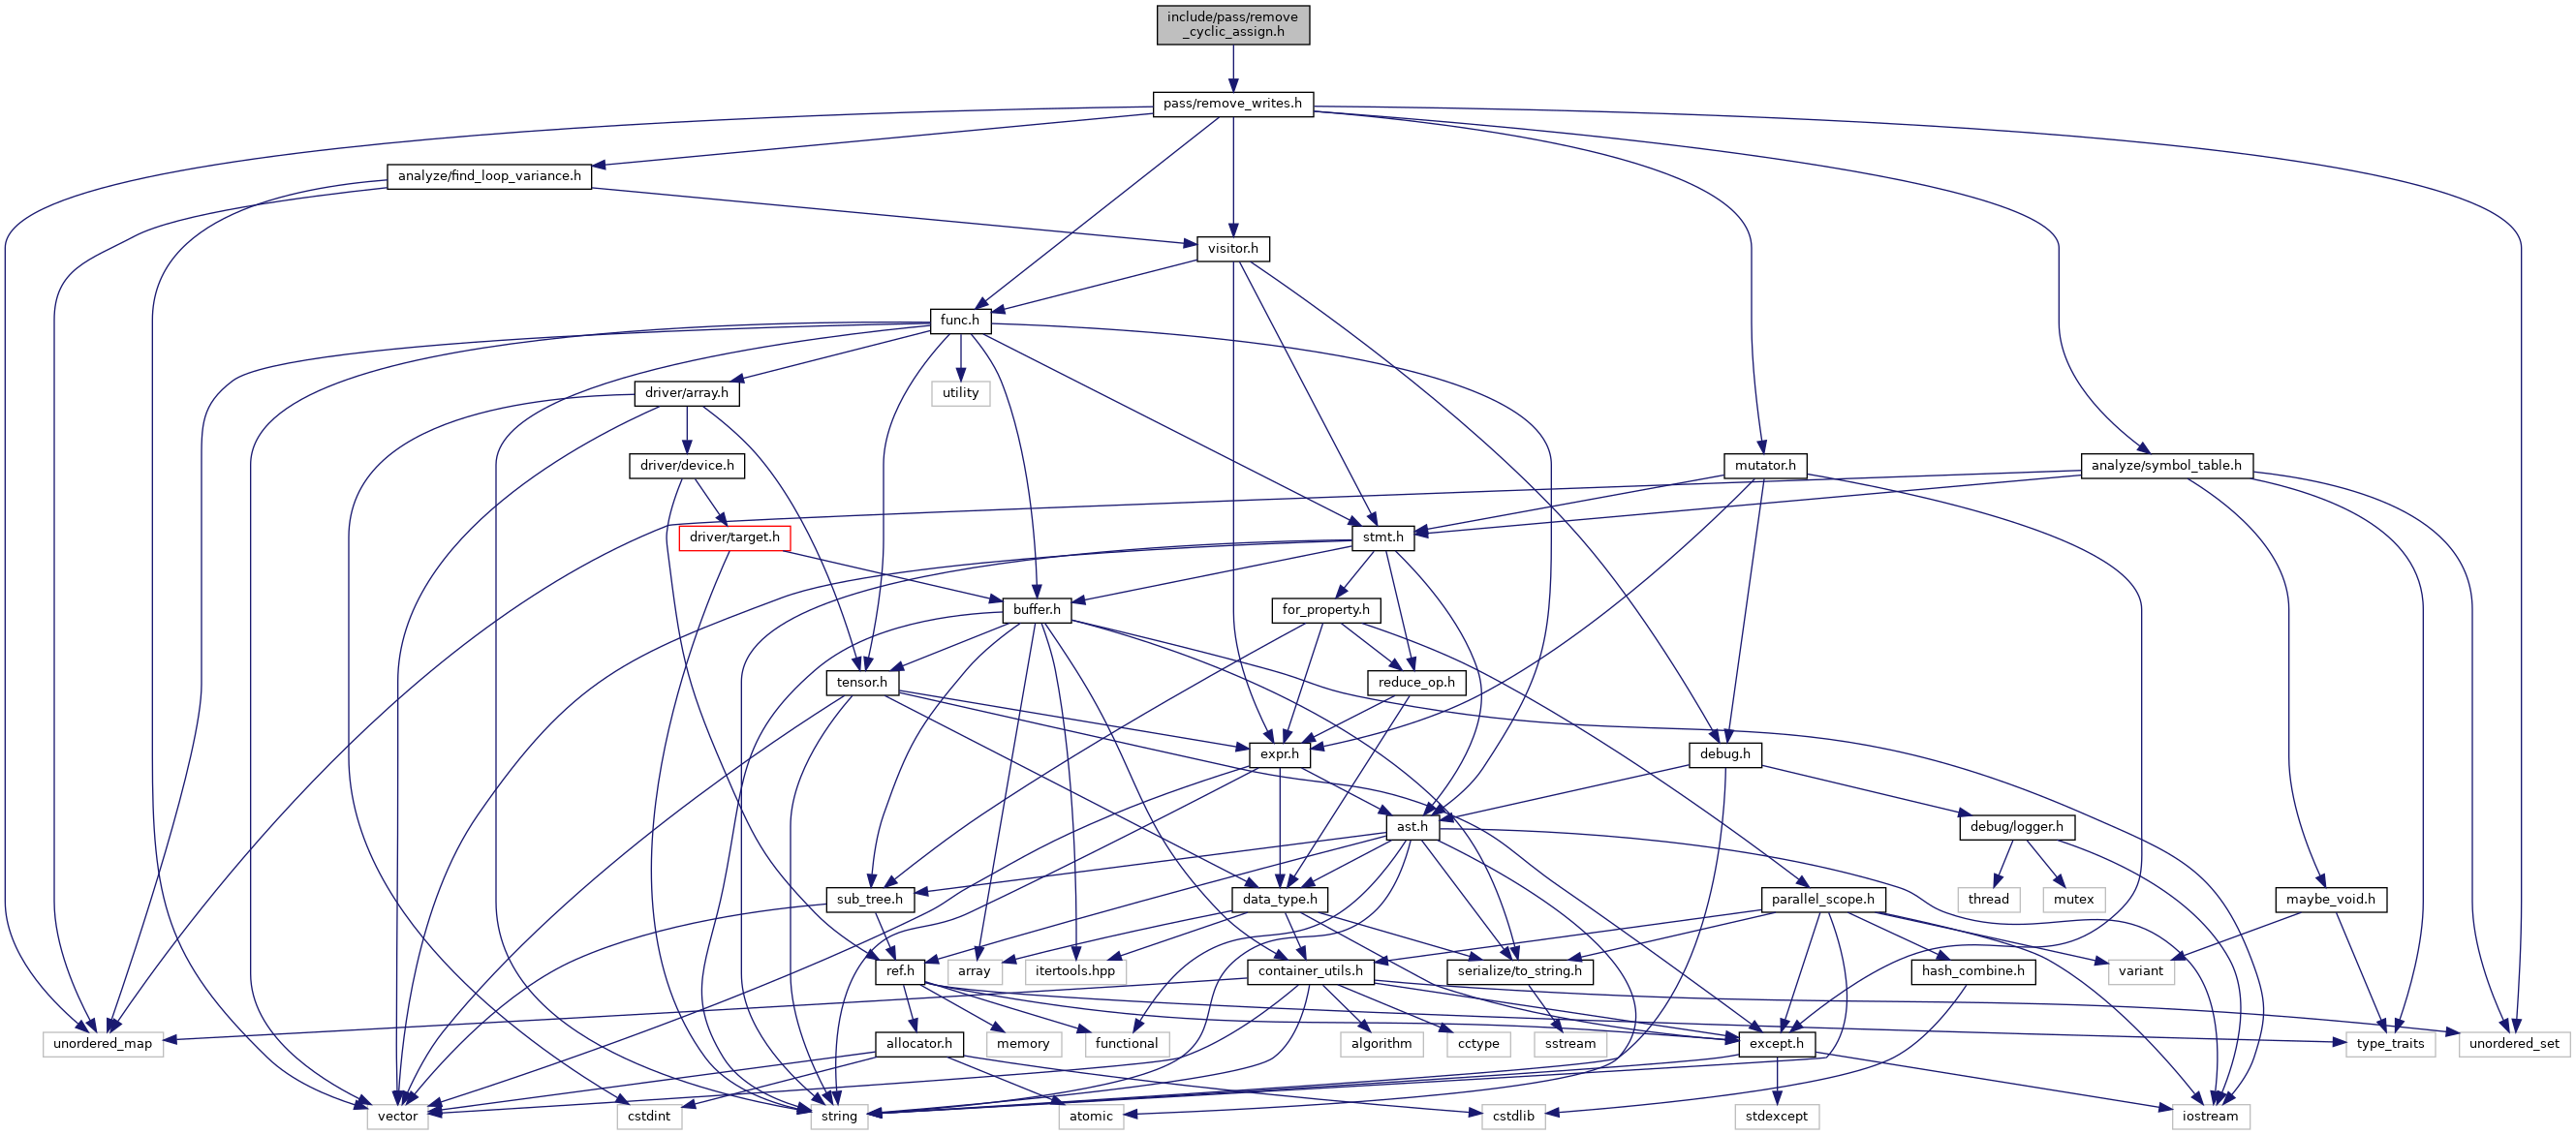 include/pass/remove
_cyclic_assign.h
pass/remove_writes.h
analyze/find_loop_variance.h
visitor.h
func.h
driver/array.h
utility
driver/device.h
mutator.h
analyze/symbol_table.h
driver/target.h
stmt.h
buffer.h
for_property.h
tensor.h
reduce_op.h
expr.h
debug.h
ast.h
debug/logger.h
sub_tree.h
data_type.h
parallel_scope.h
thread
mutex
maybe_void.h
ref.h
array
itertools.hpp
container_utils.h
serialize/to_string.h
hash_combine.h
variant
unordered_map
allocator.h
memory
functional
algorithm
cctype
sstream
except.h
type_traits
unordered_set
vector
cstdint
string
atomic
cstdlib
stdexcept
iostream